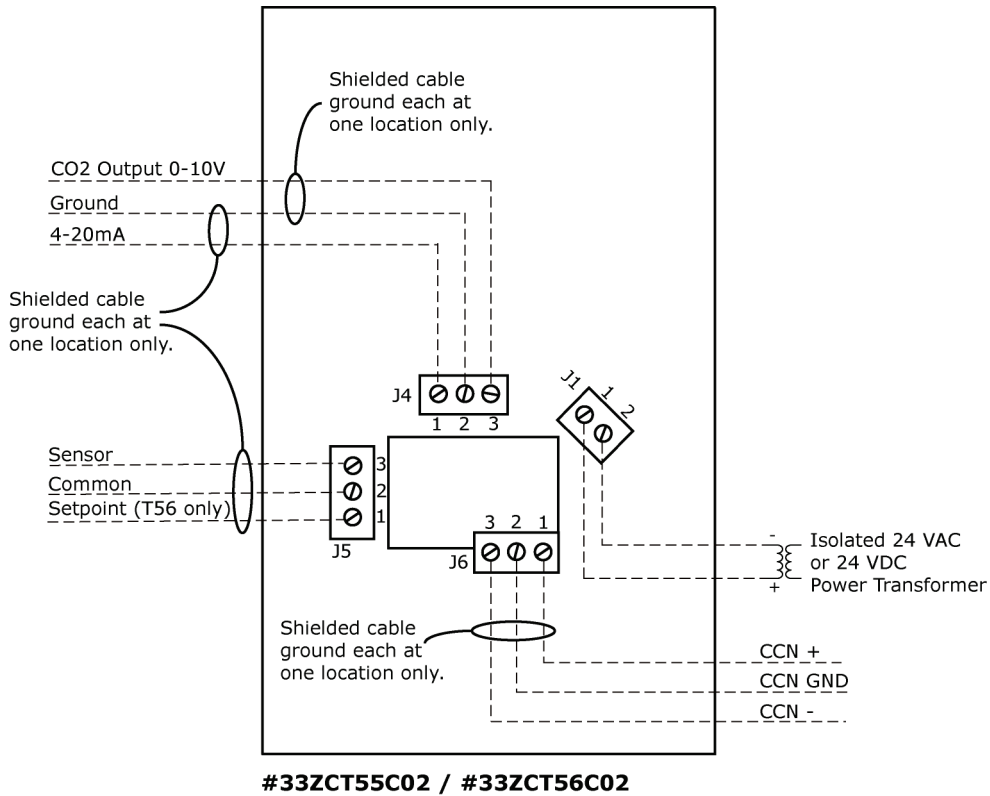 Shielded cable
ground each at
one location only.
CO2 Output 0-10V
Ground
4-20mA
Shielded cable
ground each at
one location only.
J4
1 2 3
J1
1
2
Sensor
Common
Setpoint (T56 only)
3
2
1
J5
3 2 1
J6
-
+
Isolated 24 VAC
or 24 VDC
Power Transformer
Shielded cable
ground each at
one location only.
CCN +
CCN GND
CCN -
#33ZCT55C02 / #33ZCT56C02